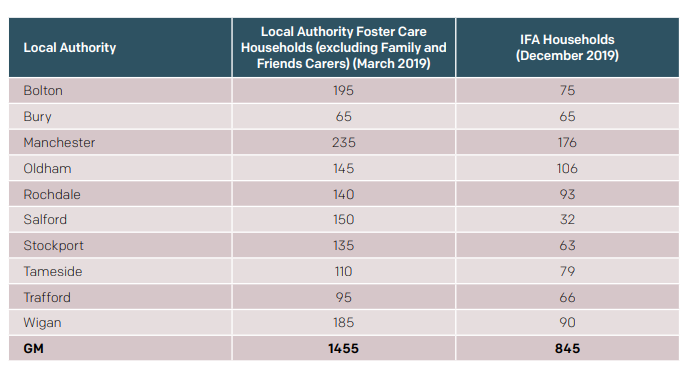 Local Authority
Local Authority Foster Care
Households (excluding Family and
Friends Carers) (March 2019)
IFA Households
(December 2019)
Bolton 195 75
Bury 65 65
Manchester 235 176
Oldham 145 106
Rochdale 140 93
Salford 150 32
Stockport 135 63
Tameside 110 79
Trafford 95 66
Wigan 185 90
GM 1455 845